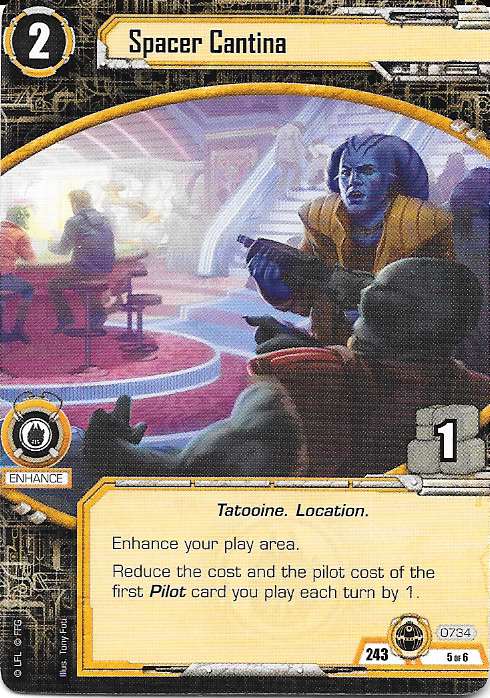 2
Spacer Cantina
ENHANCE
1
Tatooine. Location.
Enhance your play area.
Reduce the cost and the pilot cost of the
first Pilot card you play each turn by 1.
© LFL © FFG
Illus. Tony Foti
243
0734
5 OF 6